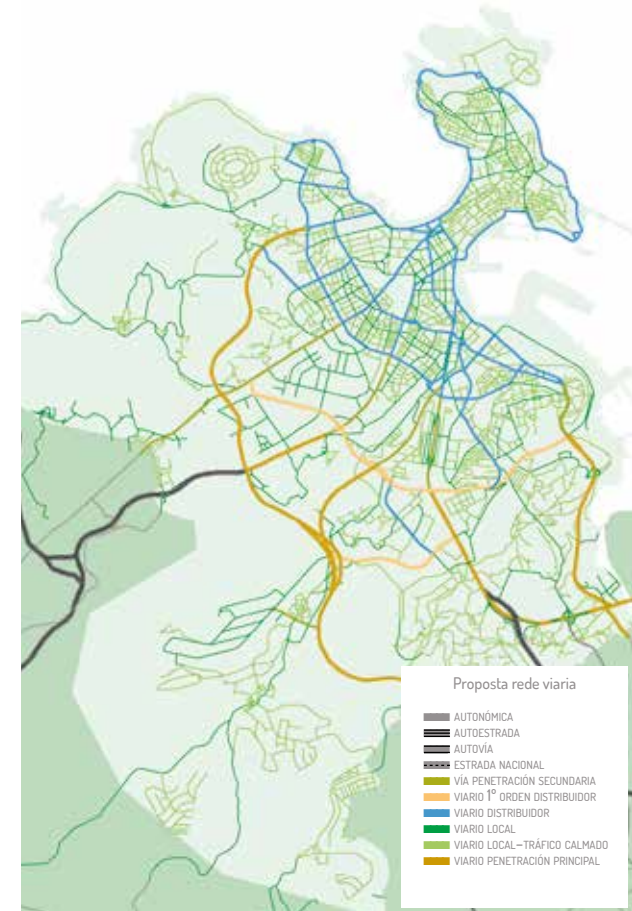 Proposta rede viaria
AUTONÓMICA
AUTOESTRADA
AUTOVÍA
ESTRADA NACIONAL
VÍA PENETRACIÓN SECUNDARIA
VIARIO 1º ORDEN DISTRIBUIDOR
VIARIO DISTRIBUIDOR
VIARIO LOCAL
VIARIO LOCAL-TRÁFICO CALMADO
VIARIO PENETRACIÓN PRINCIPAL